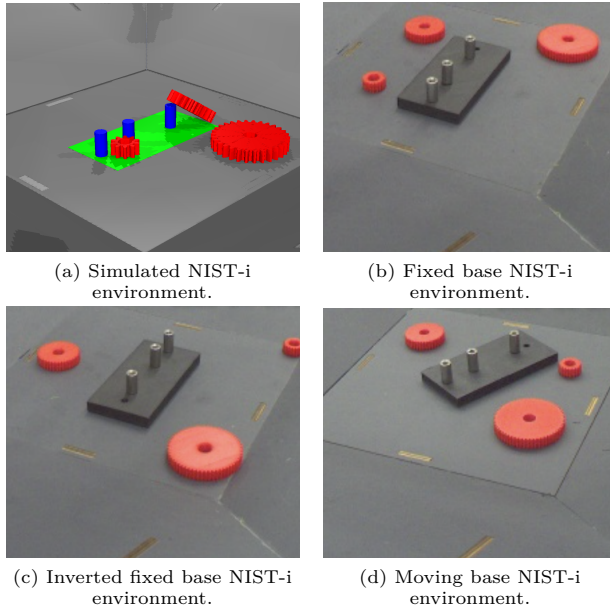 (a) Simulated NIST-i
environment.
(b) Fixed base NIST-i
environment.
(c) Inverted fixed base NIST-i
environment.
(d) Moving base NIST-i
environment.